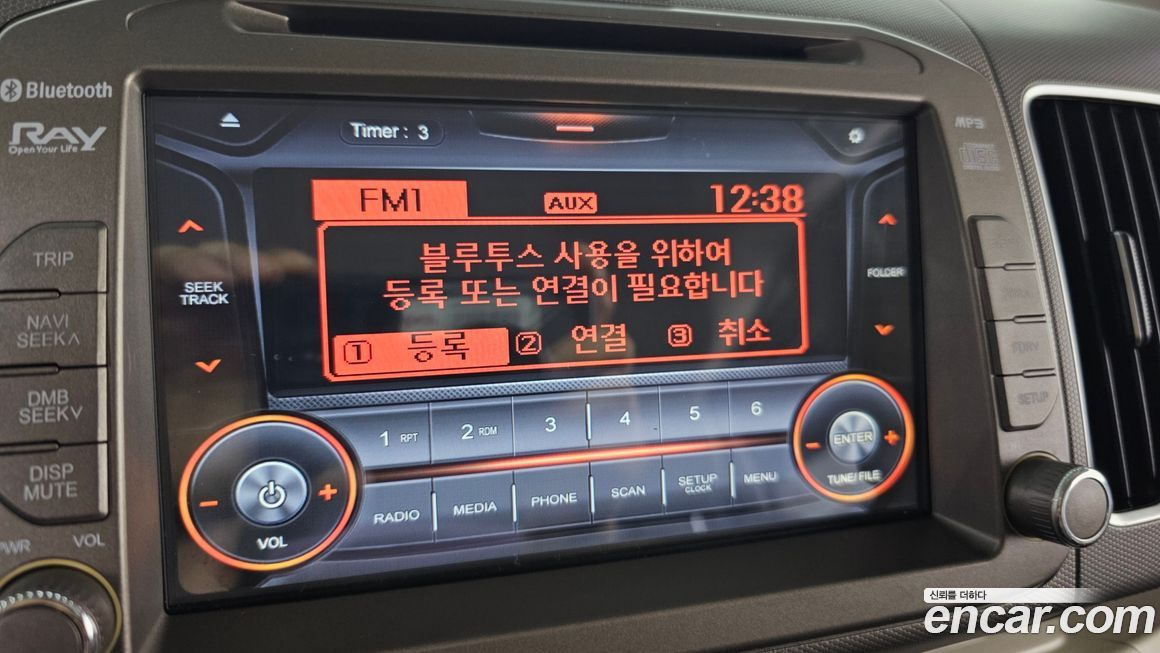 Bluetooth
RAY
Open Your Life
TRIP
NAVI
SEEK∧
DMB
SEEK∨
DISP
MUTE
PWR VOL
Timer : 3
FM1 AUX 12:38
블루투스 사용을 위하여
등록 또는 연결이 필요합니다
1 등록 2 연결 3 취소
SEEK
TRACK
FOLDER
1 RPT 2 RDM 3 4 5 6
RADIO MEDIA PHONE SCAN SETUP CLOCK MENU
VOL
ENTER
TUNE/FILE
MP3
SETUP
신뢰를 더하다
encar.com